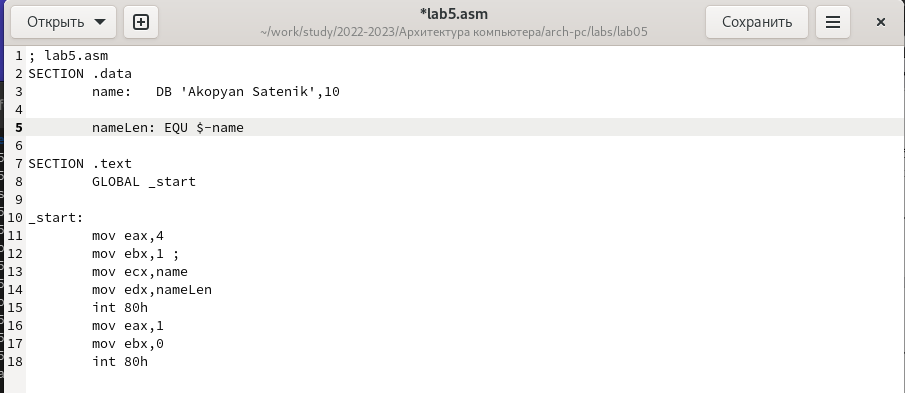 Открыть
*lab5.asm
~/work/study/2022-2023/Архитектура компьютера/arch-pc/labs/lab05
Сохранить
1 ; lab5.asm
2 SECTION .data
3         name:   DB 'Akopyan Satenik',10
4
5         nameLen: EQU $-name
6
7 SECTION .text
8         GLOBAL _start
9
10 _start:
11         mov eax,4
12         mov ebx,1 ;
13         mov ecx,name
14         mov edx,nameLen
15         int 80h
16         mov eax,1
17         mov ebx,0
18         int 80h